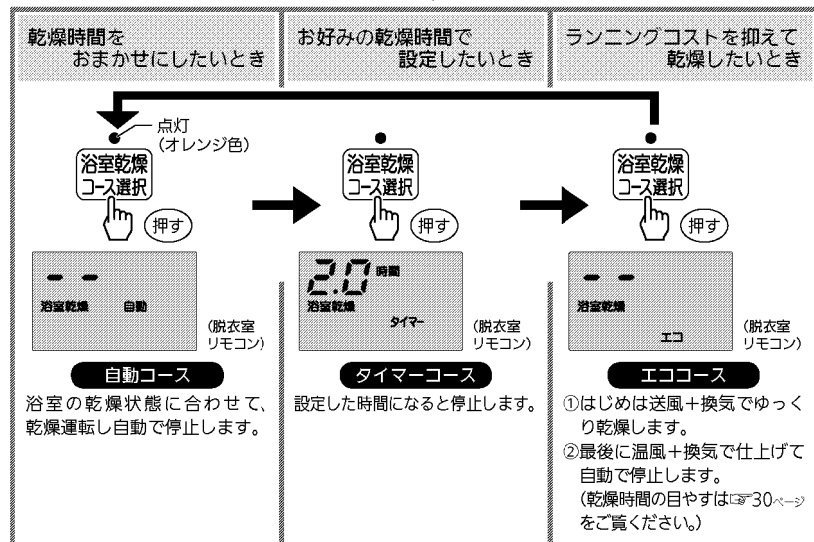 乾燥時間を
おまかせにしたいとき
お好みの乾燥時間で
設定したいとき
ランニングコストを抑えて
乾燥したいとき
点灯
(オレンジ色)
浴室乾燥
コース選択
押す
浴室乾燥
コース選択
押す
浴室乾燥
コース選択
押す
- -
浴室乾燥 自動
(脱衣室
リモコン)
2.0 時間
浴室乾燥
タイマー
(脱衣室
リモコン)
- -
浴室乾燥
エコ
(脱衣室
リモコン)
自動コース
浴室の乾燥状態に合わせて、
乾燥運転し自動で停止します。
タイマーコース
設定した時間になると停止します。
エココース
①はじめは送風+換気でゆっく
り乾燥します。
②最後に温風+換気で仕上げて
自動で停止します。
(乾燥時間の目やすは☞30ページ
をご覧ください。)